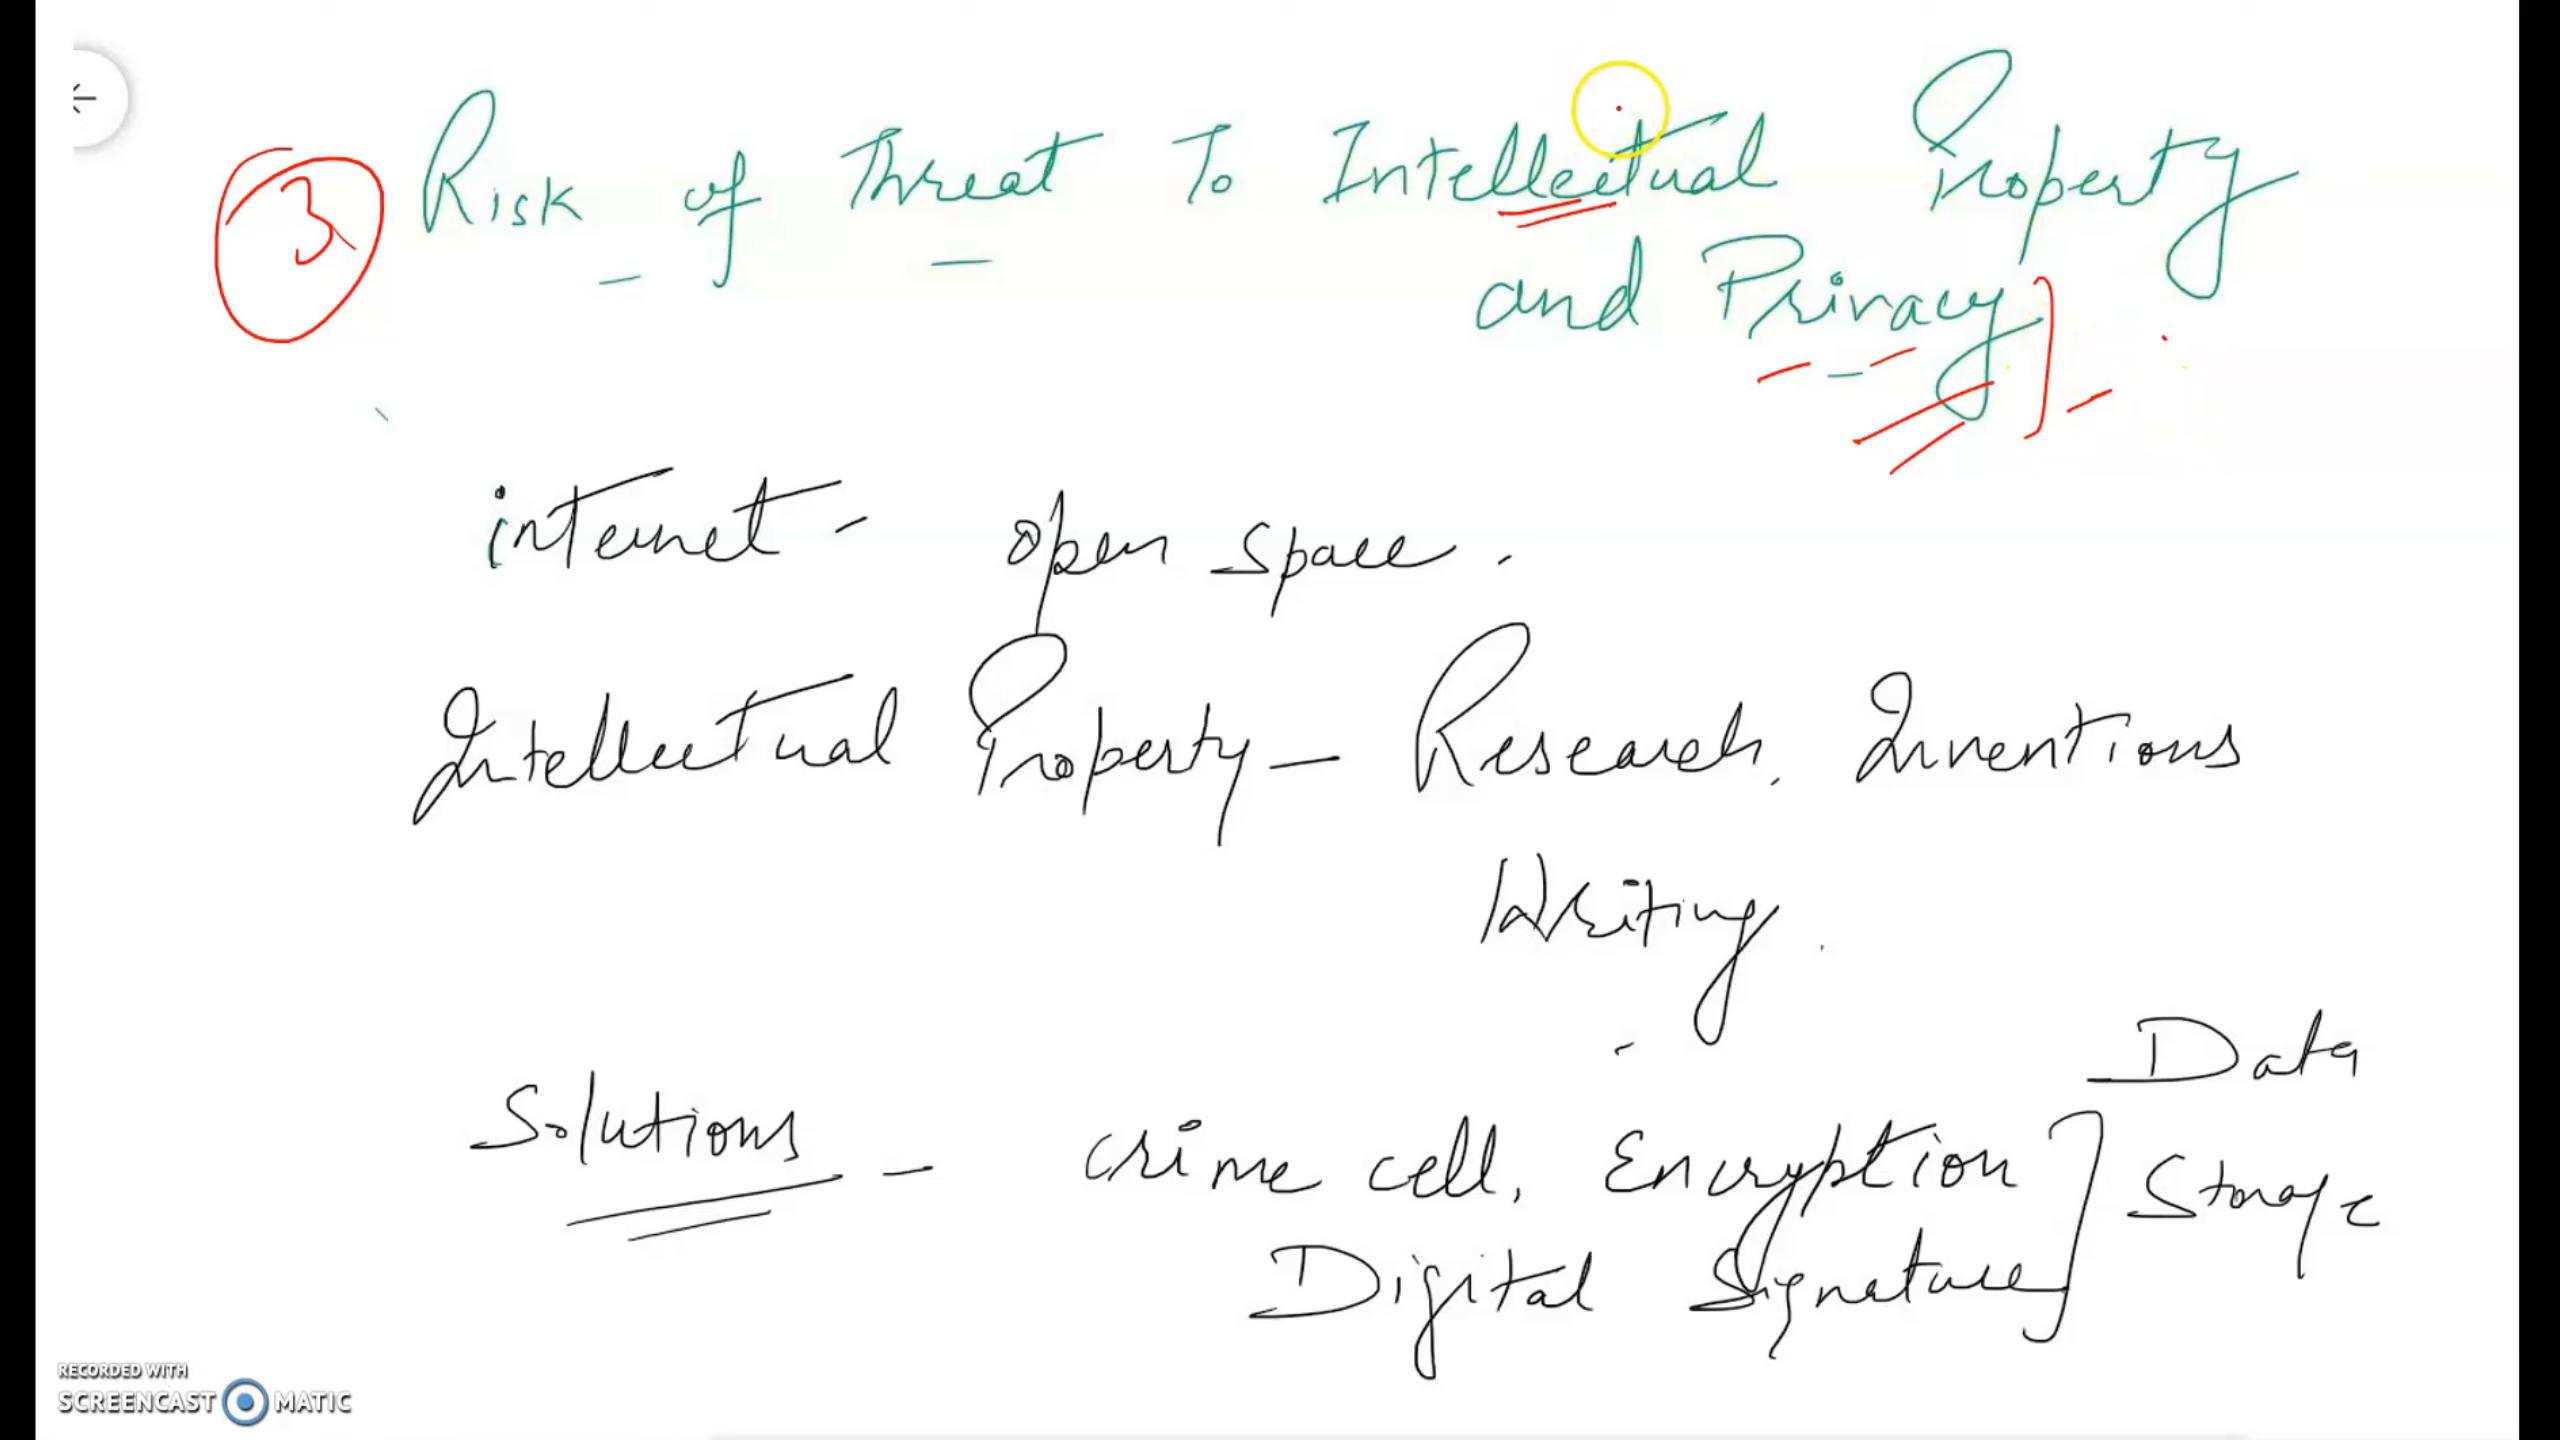 3 Risk of Threat To Intellectual Property
and Privacy
internet - open space.
Intellectual Property - Research, Inventions
Writing.
Solutions - crime cell, Encryption
Digital Signature
Data
Storage
RECORDED WITH
SCREENCAST MATIC